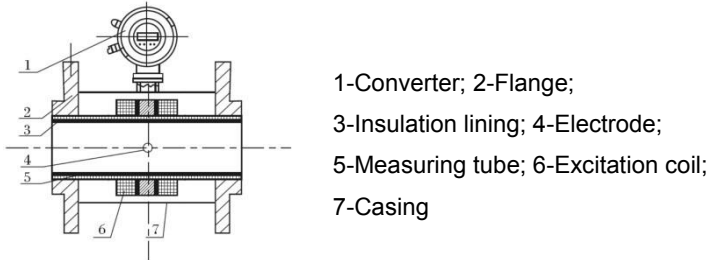 1
2
3
4
5
6
7
1-Converter; 2-Flange;
3-Insulation lining; 4-Electrode;
5-Measuring tube; 6-Excitation coil;
7-Casing